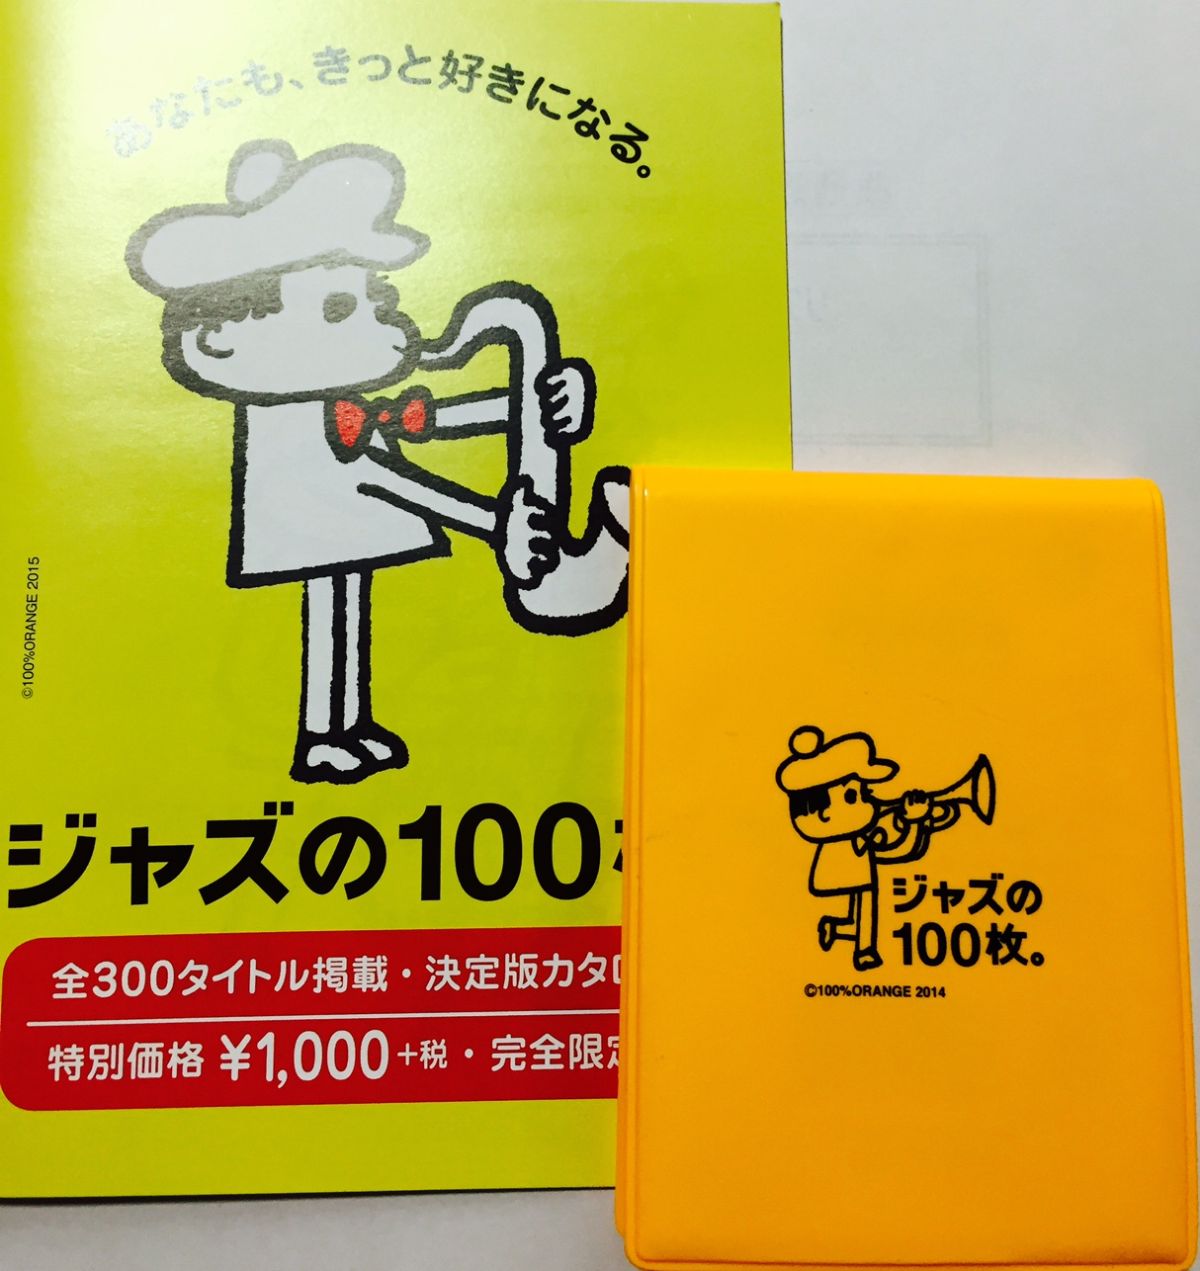 あなたも、きっと好きになる。
©100%ORANGE 2015
ジャズの100
全300タイトル掲載・決定版カタロ
特別価格 ¥1,000+税・完全限定
ジャズの
100枚。
©100%ORANGE 2014